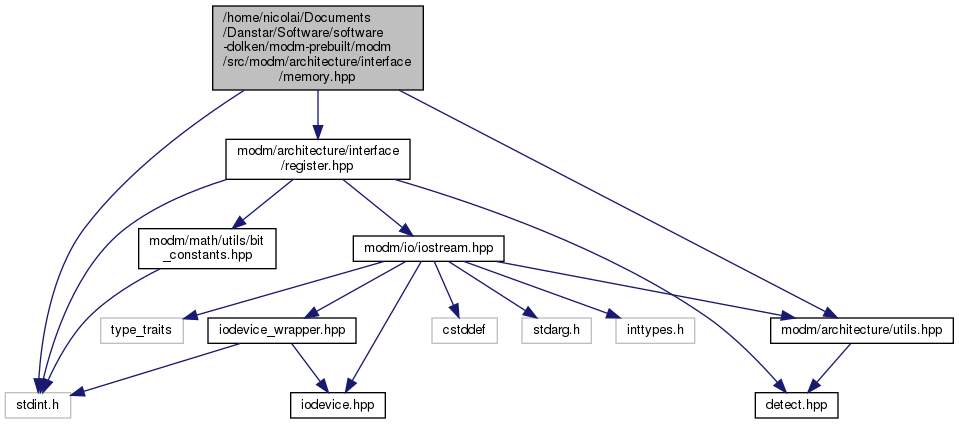 /home/nicolai/Documents
/Danstar/Software/software
-dolken/modm-prebuilt/modm
/src/modm/architecture/interface
/memory.hpp
modm/architecture/interface
/register.hpp
modm/math/utils/bit
_constants.hpp
modm/io/iostream.hpp
type_traits
iodevice_wrapper.hpp
cstddef
stdarg.h
inttypes.h
modm/architecture/utils.hpp
stdint.h
iodevice.hpp
detect.hpp